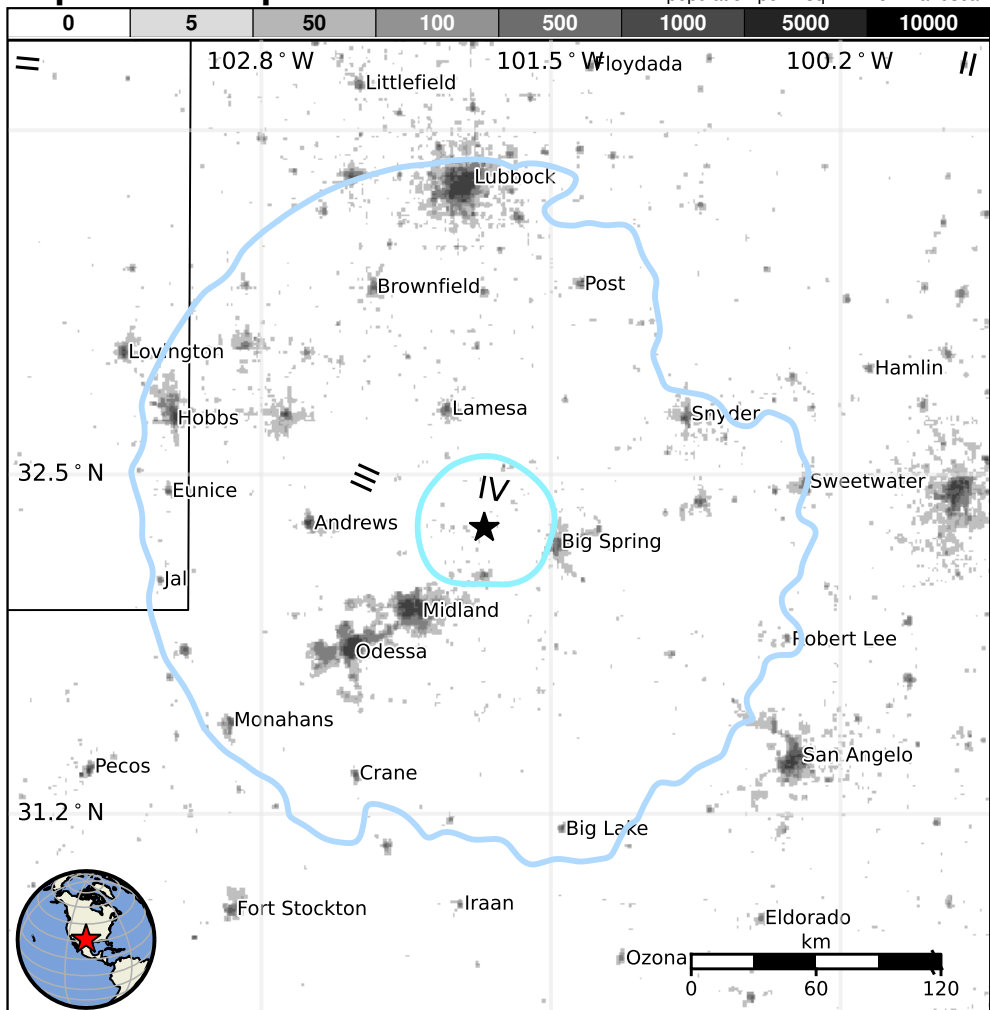 0 5 50 100 500 1000 5000 10000
102.8°W 101.5°W 100.2°W
Floydada
II
II
Littlefield
Lubbock
Brownfield
Post
Lovington
Hamlin
Lamesa
Snyder
Hobbs
32.5°N
III
IV
Sweetwater
Eunice
Andrews
Big Spring
Jal
Midland
Robert Lee
Odessa
Monahans
San Angelo
Pecos
Crane
31.2°N
Big Lake
Fort Stockton
Iraan
Eldorado
km
Ozona
0 60 120